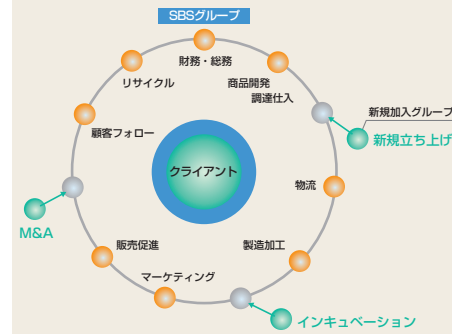 SBSグループ
財務・総務
リサイクル
商品開発
調達仕入
新規加入グループ
新規立ち上げ
顧客フォロー
クライアント
物流
M&A
販売促進
製造加工
マーケティング
インキュベーション